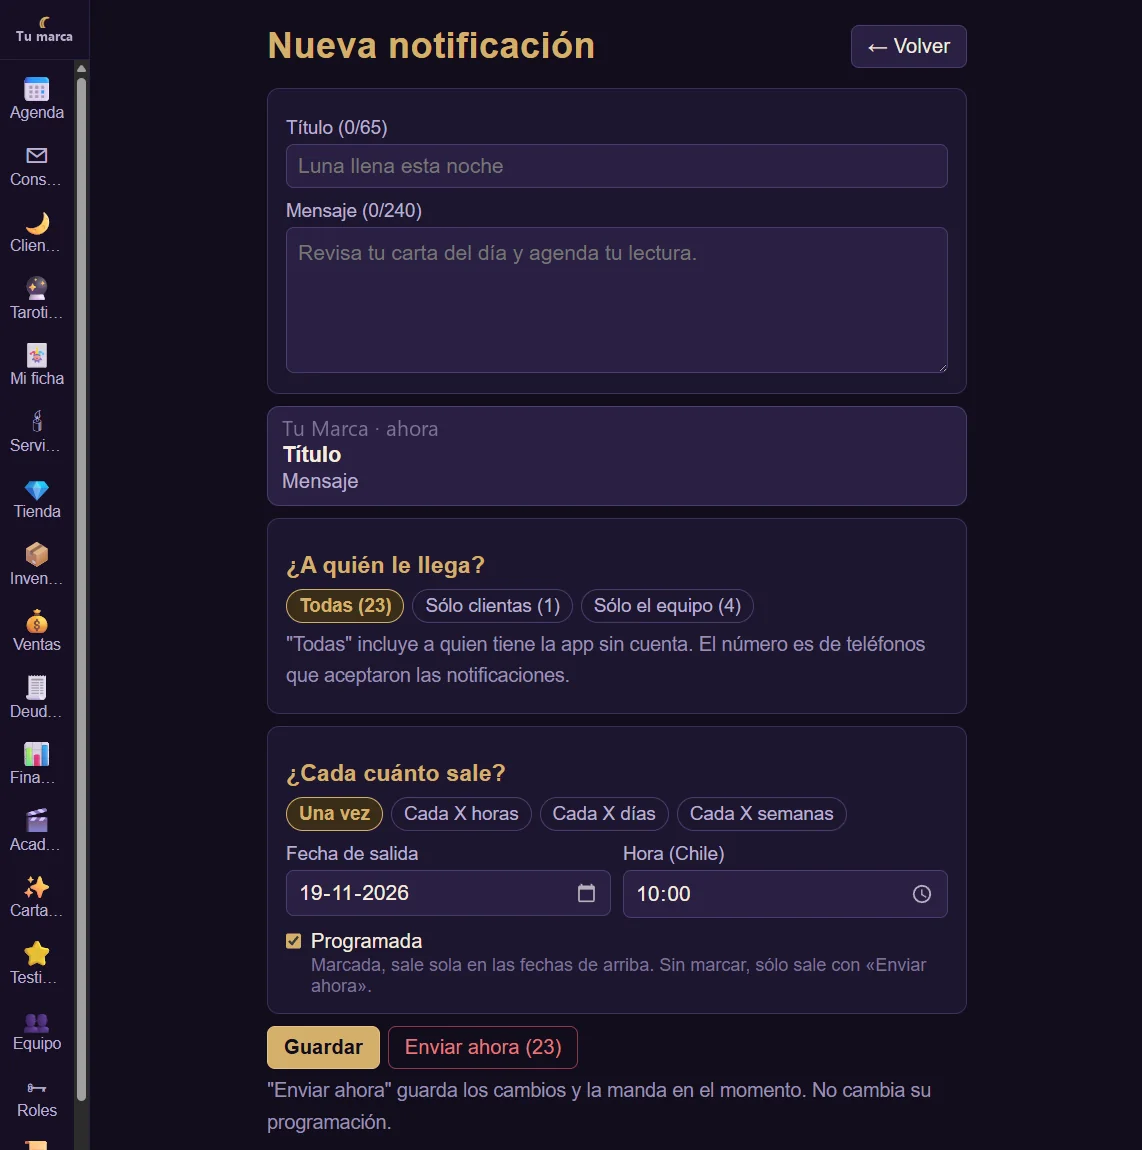 Tu marca
Agenda
Cons...
Clien...
Taroti...
Mi ficha
Servi...
Tienda
Inven...
Ventas
Deud...
Fina...
Acad...
Carta...
Testi...
Equipo
Roles
Nueva notificación
← Volver
Título (0/65)
Luna llena esta noche
Mensaje (0/240)
Revisa tu carta del día y agenda tu lectura.
Tu Marca · ahora
Título
Mensaje
¿A quién le llega?
Todas (23) Sólo clientes (1) Sólo el equipo (4)
"Todas" incluye a quien tiene la app sin cuenta. El número es de teléfonos
que aceptaron las notificaciones.
¿Cada cuánto sale?
Una vez Cada X horas Cada X días Cada X semanas
Fecha de salida Hora (Chile)
19-11-2026 10:00
Programada
Marcada, sale sola en las fechas de arriba. Sin marcar, sólo sale con «Enviar
ahora».
Guardar Enviar ahora (23)
"Enviar ahora" guarda los cambios y la manda en el momento. No cambia su
programación.